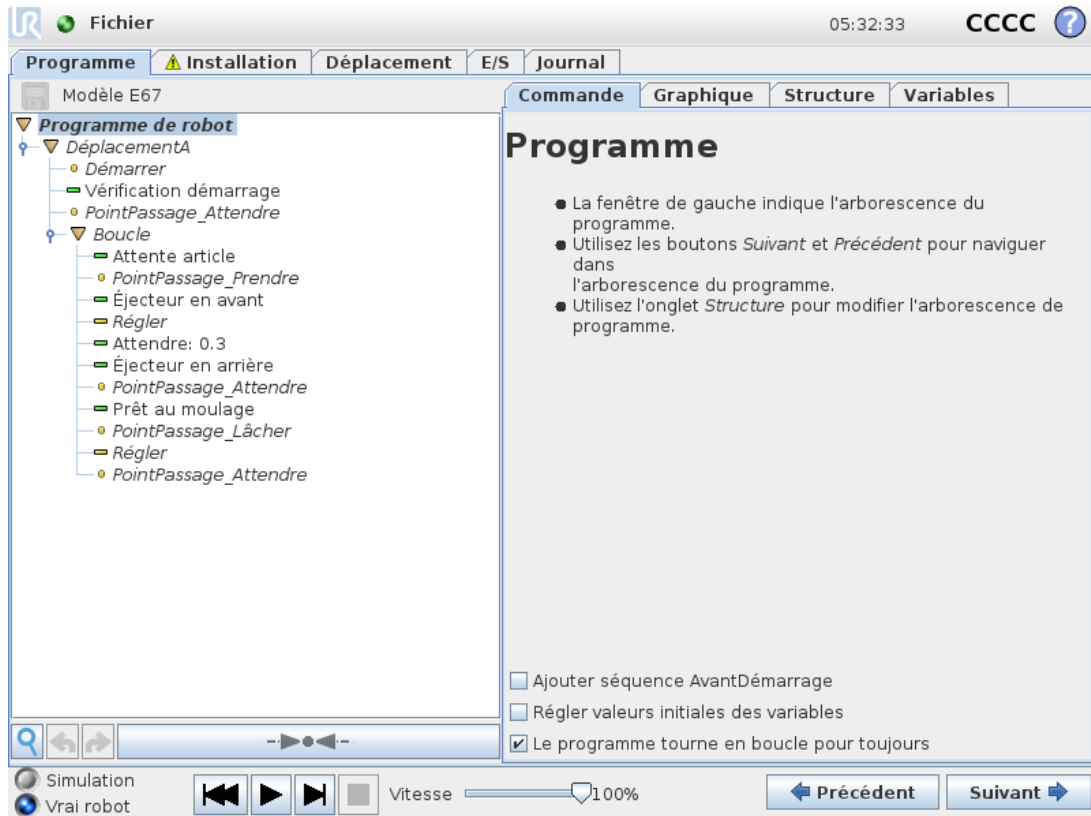 Fichier
05:32:33
CCCC
?
Programme
Installation
Déplacement
E/S
Journal
Modèle E67
Commande
Graphique
Structure
Variables
Programme de robot
DéplacementA
Démarrer
Vérification démarrage
PointPassage_Attendre
Boucle
Attente article
PointPassage_Prendre
Éjecteur en avant
Régler
Attendre: 0.3
Éjecteur en arrière
PointPassage_Attendre
Prêt au moulage
PointPassage_Lâcher
Régler
PointPassage_Attendre
Programme
La fenêtre de gauche indique l'arborescence du
programme.
Utilisez les boutons Suivant et Précédent pour naviguer
dans
l'arborescence du programme.
Utilisez l'onglet Structure pour modifier l'arborescence de
programme.
Ajouter séquence AvantDémarrage
Régler valeurs initiales des variables
Le programme tourne en boucle pour toujours
Simulation
Vrai robot
Vitesse
100%
Précédent
Suivant